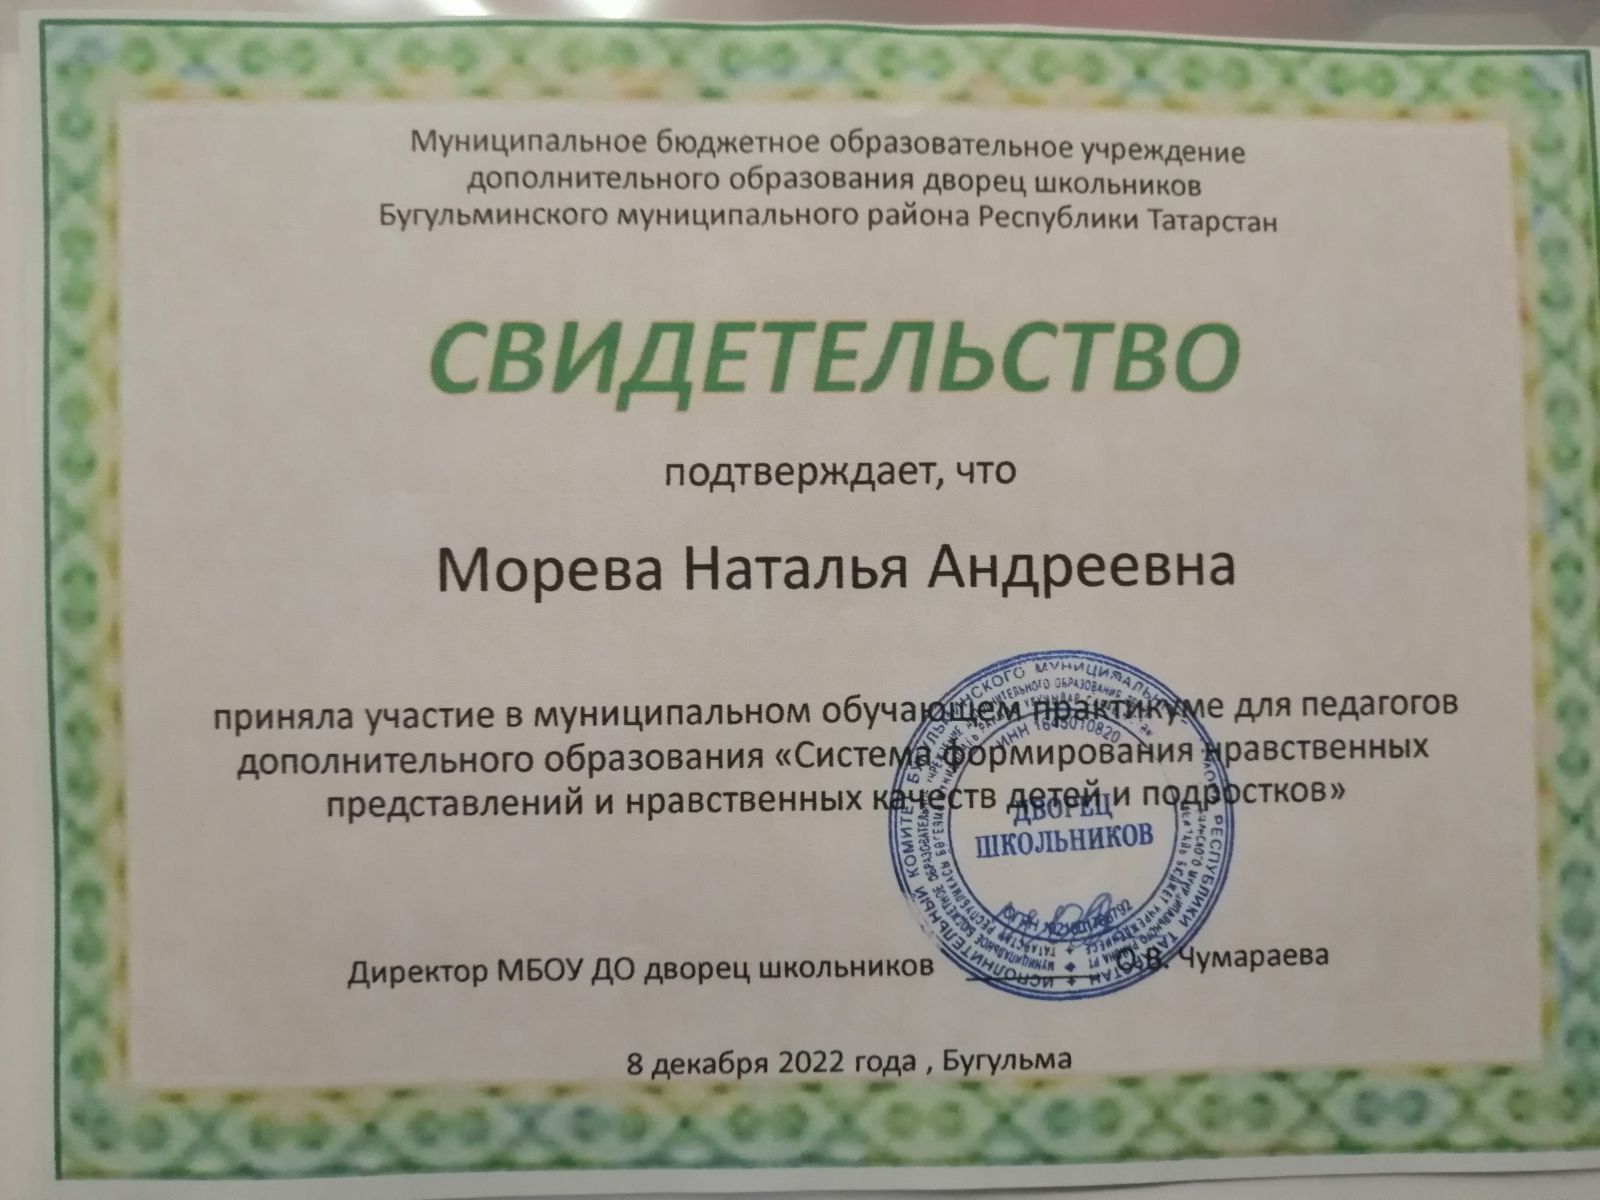 Муниципальное бюджетное образовательное учреждение
дополнительного образования дворец школьников
Бугульминского муниципального района Республики Татарстан
СВИДЕТЕЛЬСТВО
подтверждает, что
Морева Наталья Андреевна
приняла участие в муниципальном обучающем практикуме для педагогов
дополнительного образования «Система формирования нравственных
представлений и нравственных качеств детей и подростков»
ИНН 1645010820
ДВОРЕЦ
ШКОЛЬНИКОВ
Директор МБОУ ДО дворец школьников О.В. Чумараева
8 декабря 2022 года , Бугульма